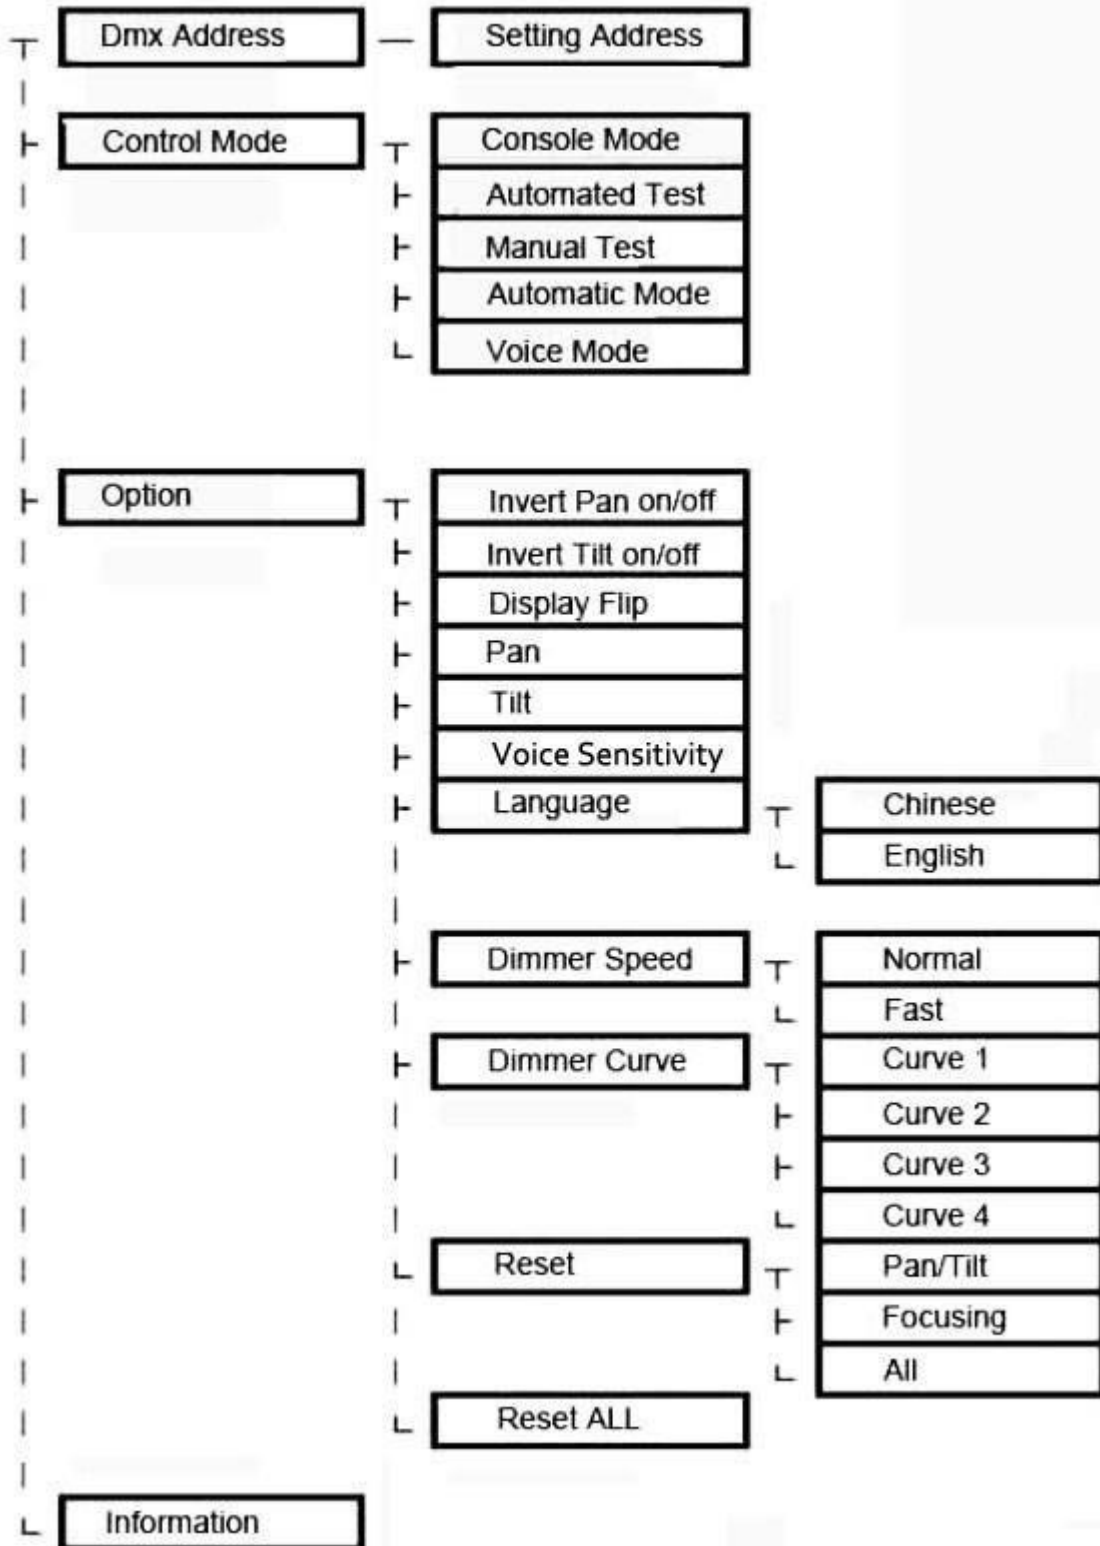 Dmx Address
Setting Address
Control Mode
Console Mode
Automated Test
Manual Test
Automatic Mode
Voice Mode
Option
Invert Pan on/off
Invert Tilt on/off
Display Flip
Pan
Tilt
Voice Sensitivity
Language
Chinese
English
Dimmer Speed
Normal
Fast
Dimmer Curve
Curve 1
Curve 2
Curve 3
Curve 4
Reset
Pan/Tilt
Focusing
All
Reset ALL
Information